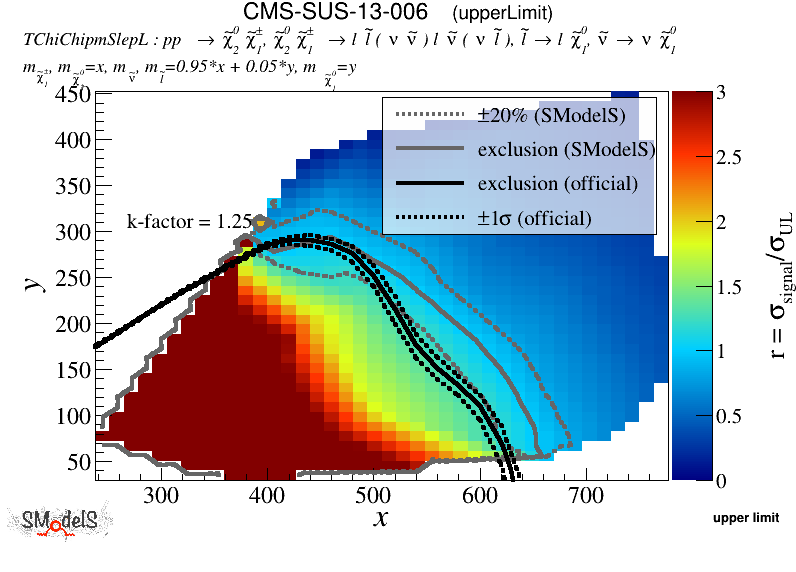 CMS-SUS-13-006 (upperLimit)
TChiChipmSlepL : pp → χ̃₂⁰ χ̃₁±, χ̃₂⁰ χ̃₁± → l l̃ ( ν ν̃ ) l ν̃ ( ν l̃ ), l̃ → l χ̃₁⁰, ν̃ → ν χ̃₁⁰
m_χ̃₁±, m_χ̃₂⁰=x, m_ν̃, m_l̃=0.95*x + 0.05*y, m_χ̃₁⁰=y
450
400
350
300
250
200
150
100
50
y
±20% (SModelS)
exclusion (SModelS)
exclusion (official)
±1σ (official)
k-factor = 1.25
3
2.5
2
1.5
1
0.5
0
r = σ_signal/σ_UL
300 400 500 600 700
x
SModelS
upper limit